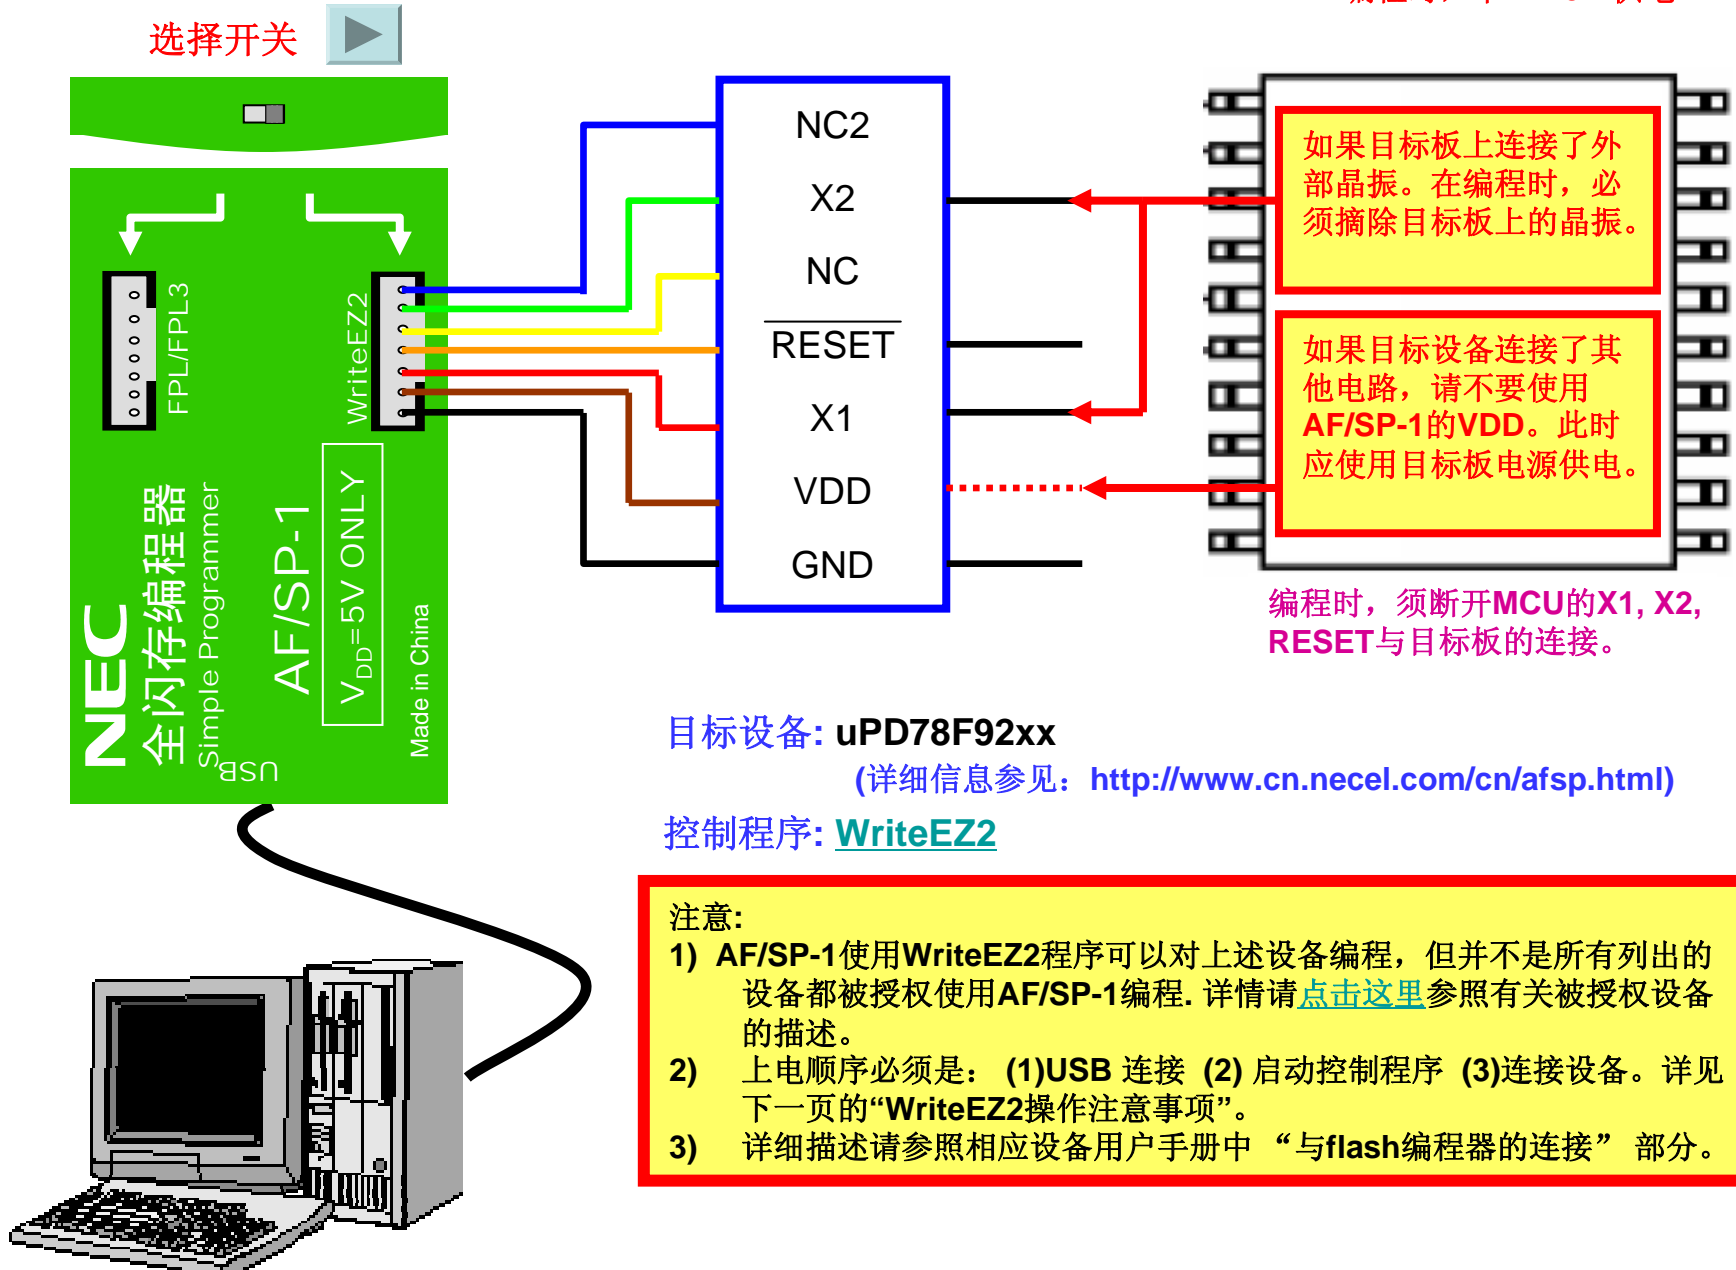 选择开关
NC2
X2
NC
RESET
X1
VDD
GND
FPL/FPL3
WriteEZ2
NEC
全闪存编程器
Simple Programmer
AF/SP-1
VDD=5V ONLY
Made in China
USB
如果目标板上连接了外
部晶振。在编程时，必
须摘除目标板上的晶振。
如果目标设备连接了其
他电路，请不要使用
AF/SP-1的VDD。此时
应使用目标板电源供电。
编程时，须断开MCU的X1, X2,
RESET与目标板的连接。
目标设备: uPD78F92xx
(详细信息参见：http://www.cn.necel.com/cn/afsp.html)
控制程序: WriteEZ2
注意:
1) AF/SP-1使用WriteEZ2程序可以对上述设备编程，但并不是所有列出的
设备都被授权使用AF/SP-1编程. 详情请点击这里参照有关被授权设备
的描述。
2) 上电顺序必须是： (1)USB 连接 (2) 启动控制程序 (3)连接设备。详见
下一页的“WriteEZ2操作注意事项”。
3) 详细描述请参照相应设备用户手册中 “与flash编程器的连接” 部分。